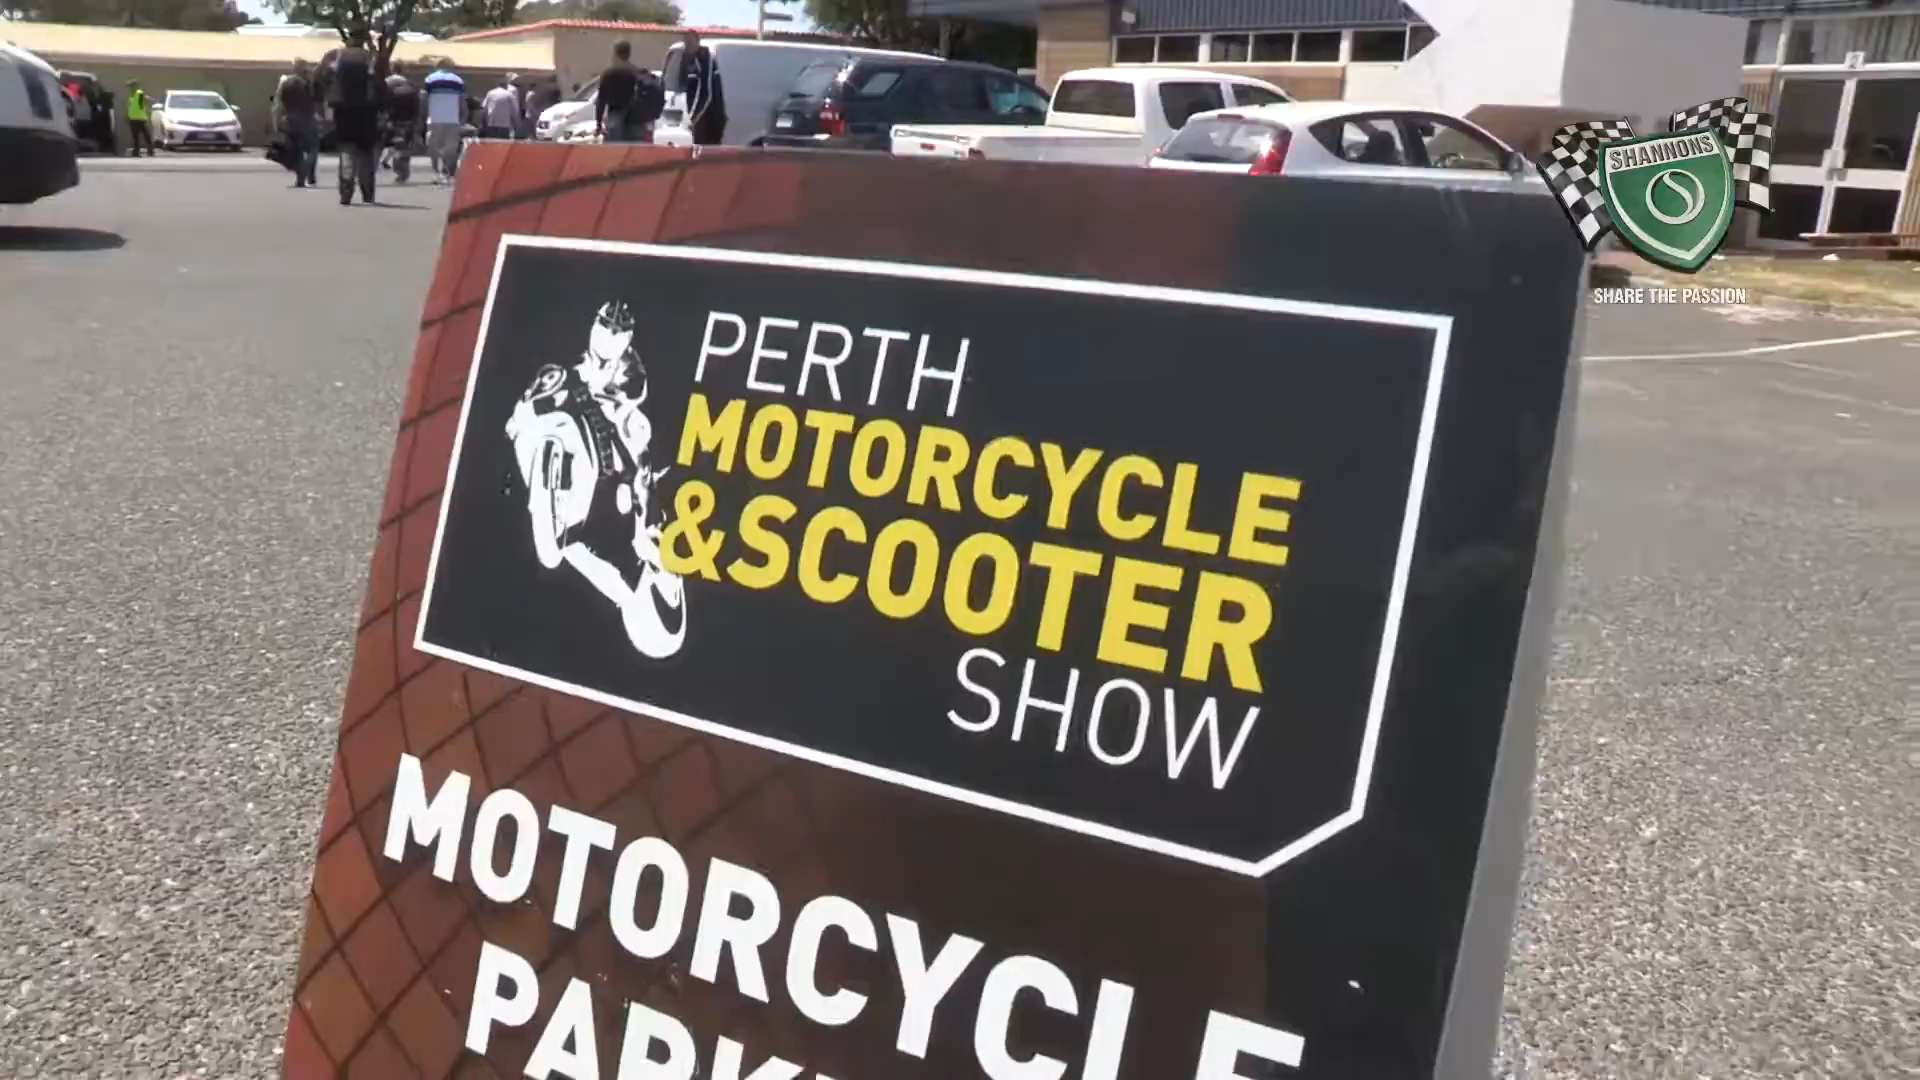 SHANNONS
SHARE THE PASSION
PERTH
MOTORCYCLE
&SCOOTER
SHOW
MOTORCYCLE